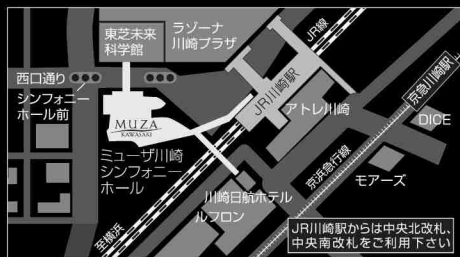 東芝未来
科学館
ラゾーナ
川崎プラザ
JR線
西口通り
シンフォニー
ホール前
JR川崎駅
京急川崎駅
アトレ川崎
DICE
MUZA
KAWASAKI
ミューザ川崎
シンフォニー
ホール
京浜急行線
モアーズ
川崎日航ホテル
ルフロン
至横浜
JR川崎駅からは中央北改札、
中央南改札をご利用下さい